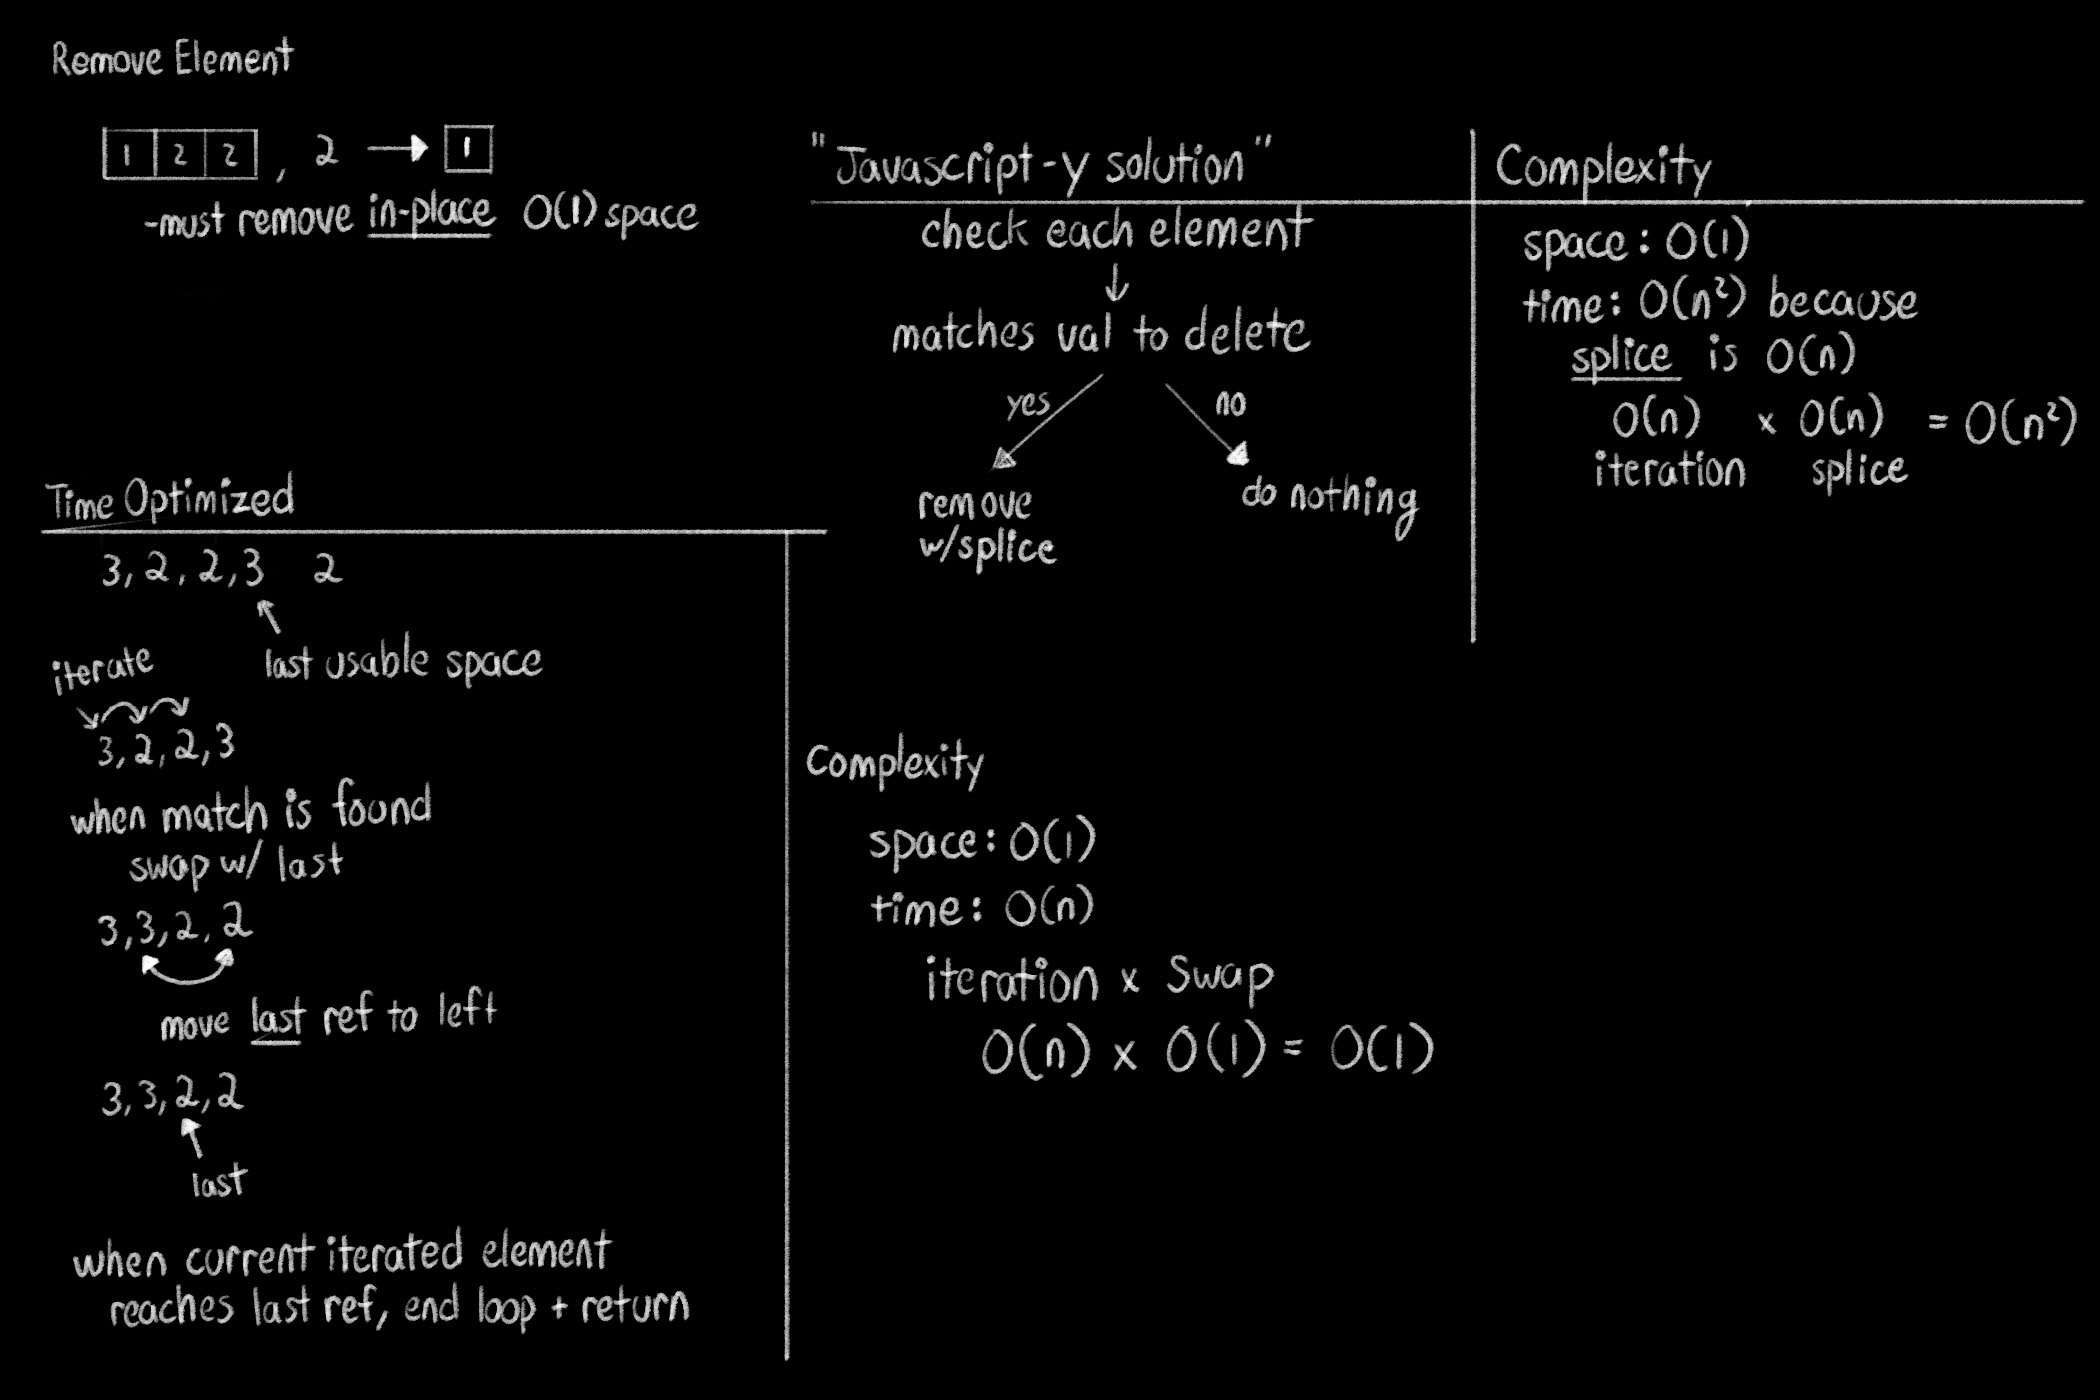 Remove Element
1 2 2 , 2 → 1
-must remove in-place O(1) space
"Javascript-y solution"
check each element
↓
matches val to delete
yes no
remove
w/splice
do nothing
Complexity
space: O(1)
time: O(n²) because
splice is O(n)
O(n) x O(n) = O(n²)
iteration splice
Time Optimized
3, 2, 2, 3 2
last usable space
iterate
3, 2, 2, 3
when match is found
swap w/ last
3, 3, 2, 2
move last ref to left
3, 3, 2, 2
last
when current iterated element
reaches last ref, end loop + return
Complexity
space: O(1)
time: O(n)
iteration x Swap
O(n) x O(1) = O(1)